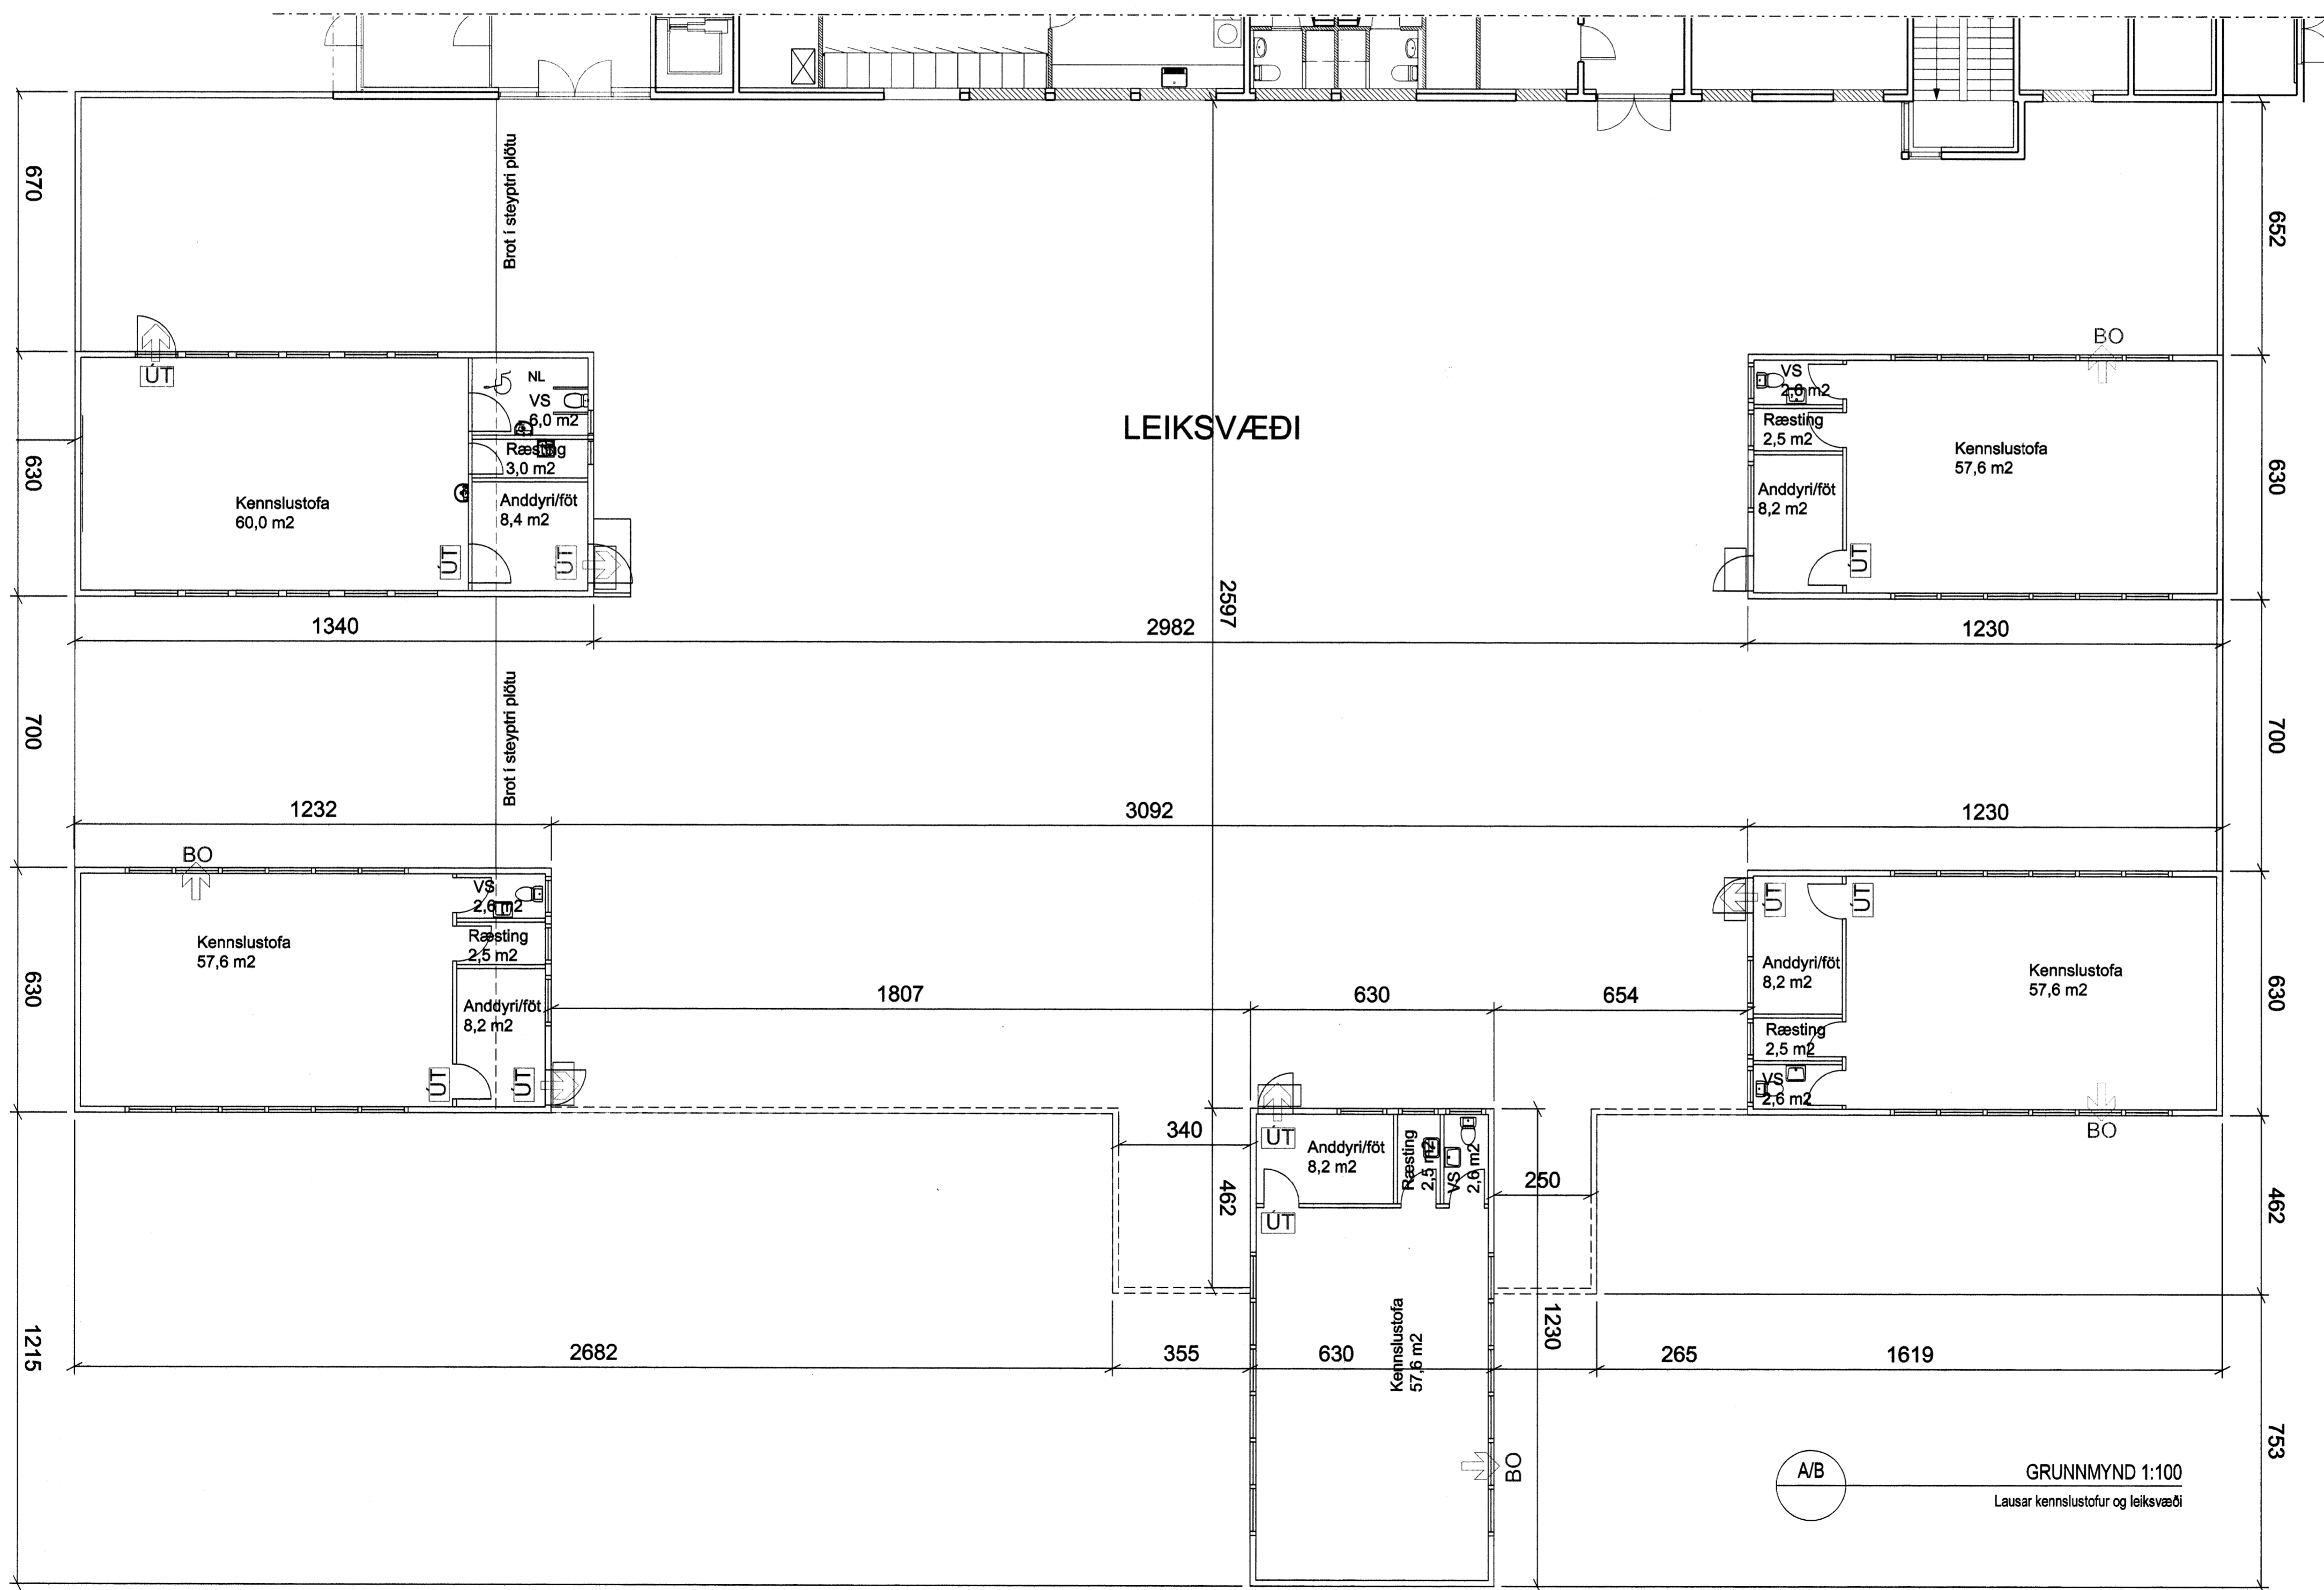 Brot í steyptri plötu
670
652
BO
ÚT
NL
VS
6,0 m2
Ræsting
3,0 m2
Anddyri/föt
8,4 m2
Kennslustofa
60,0 m2
ÚT
ÚT
630
LEIKSVÆÐI
VS
2,6 m2
Ræsting
2,5 m2
Anddyri/föt
8,2 m2
ÚT
Kennslustofa
57,6 m2
630
2597
1340
2982
1230
Brot í steyptri plötu
700
700
1232
3092
1230
BO
VS
2,6 m2
Ræsting
2,5 m2
Kennslustofa
57,6 m2
Anddyri/föt
8,2 m2
ÚT
ÚT
630
1807
630
654
ÚT
ÚT
Anddyri/föt
8,2 m2
Kennslustofa
57,6 m2
Ræsting
2,5 m2
VS
2,6 m2
BO
630
340
ÚT
Anddyri/föt
8,2 m2
Ræsting
2,5 m2
VS
2,6 m2
250
462
462
ÚT
Kennslustofa
57,6 m2
1230
1215
2682
355
630
265
1619
BO
753
A/B
GRUNNMYND 1:100
Lausar kennslustofur og leiksvæði